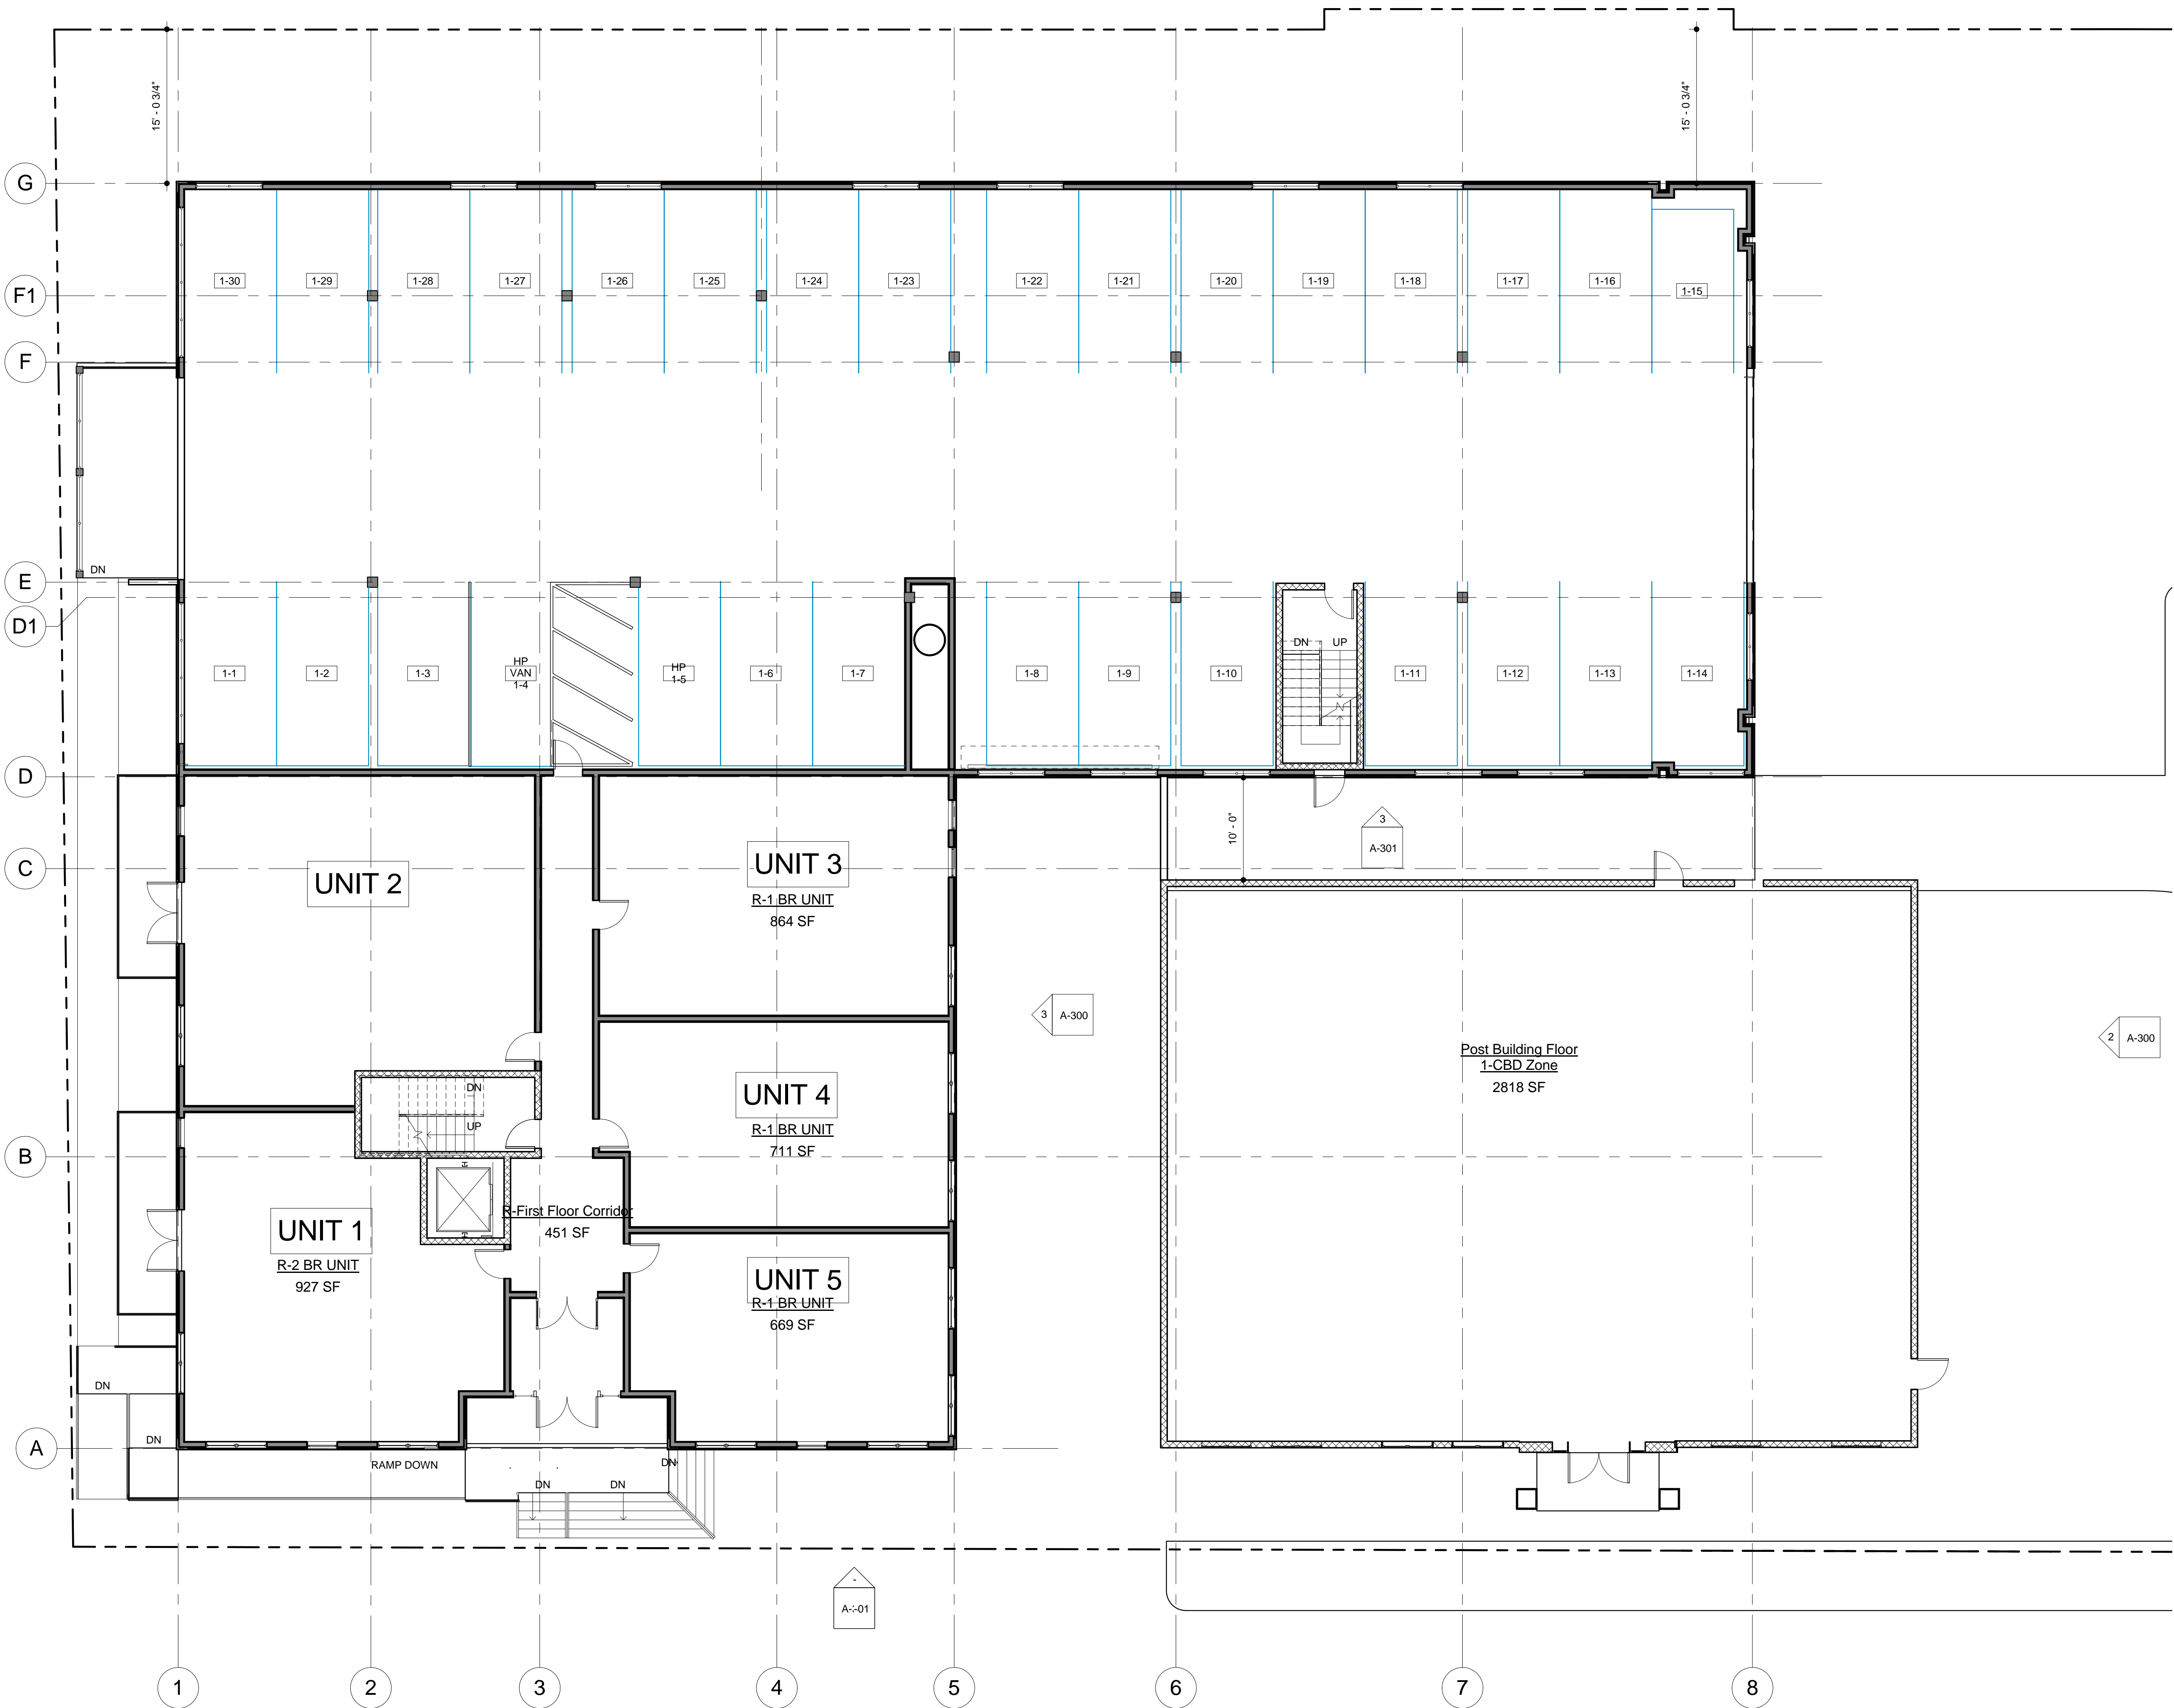 15' - 0 3/4"
15' - 0 3/4"
G
1-30
1-29
1-28
1-27
1-26
1-25
1-24
1-23
1-22
1-21
1-20
1-19
1-18
1-17
1-16
1-15
F1
F
DN
E
D1
DN
UP
1-1
1-2
1-3
HP
VAN
1-4
HP
1-5
1-6
1-7
1-8
1-9
1-10
1-11
1-12
1-13
1-14
D
10' - 0"
3
A-301
C
UNIT 2
UNIT 3
R-1 BR UNIT
864 SF
3
A-300
2
A-300
Post Building Floor
1-CBD Zone
2818 SF
DN
UP
UNIT 4
R-1 BR UNIT
711 SF
B
UNIT 1
R-2 BR UNIT
927 SF
R-First Floor Corridor
451 SF
UNIT 5
R-1 BR UNIT
669 SF
DN
DN
A
RAMP DOWN
DN
DN
DN
-
1
2
3
4
5
6
7
8